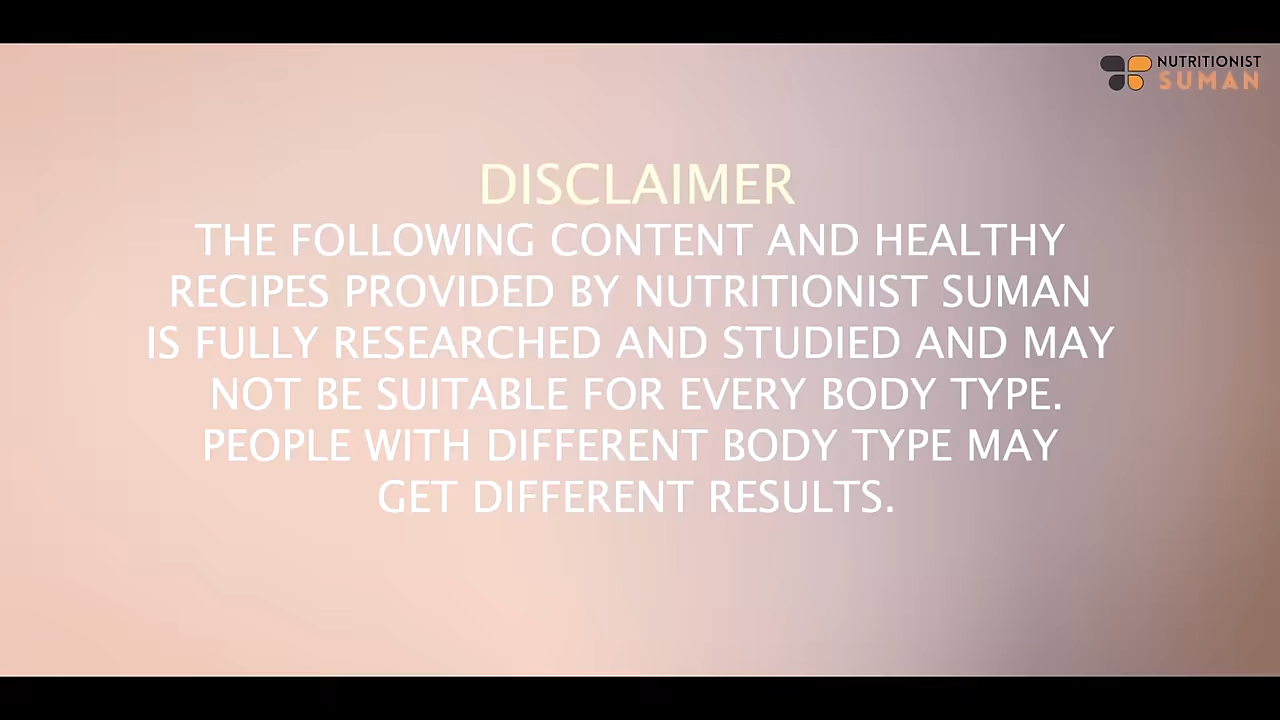 NUTRITIONIST
SUMAN
DISCLAIMER
THE FOLLOWING CONTENT AND HEALTHY
RECIPES PROVIDED BY NUTRITIONIST SUMAN
IS FULLY RESEARCHED AND STUDIED AND MAY
NOT BE SUITABLE FOR EVERY BODY TYPE.
PEOPLE WITH DIFFERENT BODY TYPE MAY
GET DIFFERENT RESULTS.